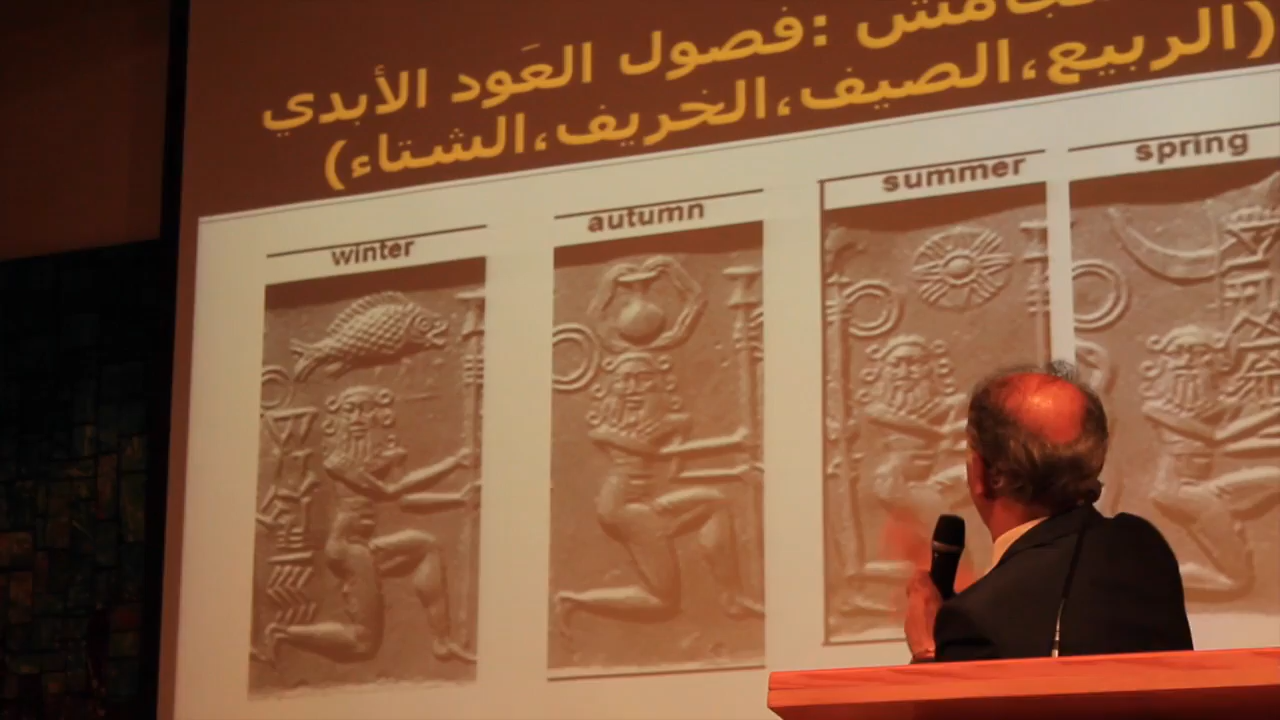 : فصول العَود الأبدي
(الربيع،الصيف،الخريف،الشتاء)
winter autumn summer spring